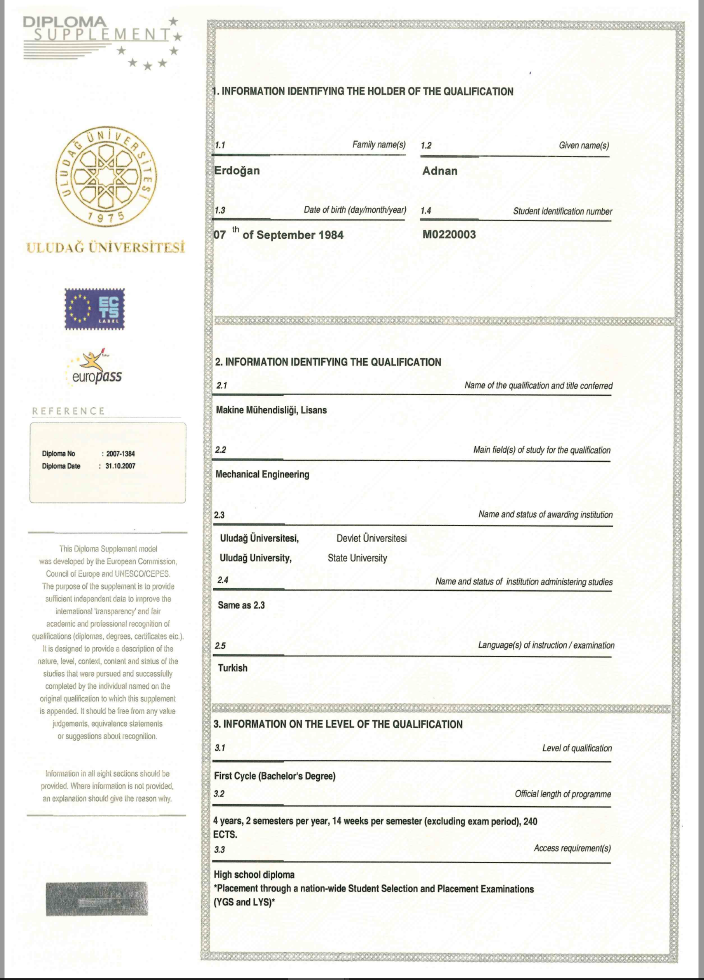 DIPLOMA
SUPPLEMENT
ULUDAĞ ÜNİVERSİTESİ
1975
ULUDAĞ ÜNİVERSİTESİ
EC
TS
LABEL
europass
REFERENCE
Diploma No : 2007-1384
Diploma Date : 31.10.2007
This Diploma Supplement model
was developed by the European Commission,
Council of Europe and UNESCO/CEPES.
The purpose of the supplement is to provide
sufficient independent data to improve the
international 'transparency' and fair
academic and professional recognition of
qualifications (diplomas, degrees, certificates etc.).
It is designed to provide a description of the
nature, level, context, content and status of the
studies that were pursued and successfully
completed by the individual named on the
original qualification to which this supplement
is appended. It should be free from any value
judgements, equivalence statements
or suggestions about recognition.
Information in all eight sections should be
provided. Where information is not provided,
an explanation should give the reason why.
1. INFORMATION IDENTIFYING THE HOLDER OF THE QUALIFICATION
1.1 Family name(s) 1.2 Given name(s)
Erdoğan Adnan
1.3 Date of birth (day/month/year) 1.4 Student identification number
07 th of September 1984 M0220003
2. INFORMATION IDENTIFYING THE QUALIFICATION
2.1 Name of the qualification and title conferred
Makine Mühendisliği, Lisans
2.2 Main field(s) of study for the qualification
Mechanical Engineering
2.3 Name and status of awarding institution
Uludağ Üniversitesi, Devlet Üniversitesi
Uludağ University, State University
2.4 Name and status of institution administering studies
Same as 2.3
2.5 Language(s) of instruction / examination
Turkish
3. INFORMATION ON THE LEVEL OF THE QUALIFICATION
3.1 Level of qualification
First Cycle (Bachelor's Degree)
3.2 Official length of programme
4 years, 2 semesters per year, 14 weeks per semester (excluding exam period), 240
ECTS.
3.3 Access requirement(s)
High school diploma
*Placement through a nation-wide Student Selection and Placement Examinations
(YGS and LYS)*